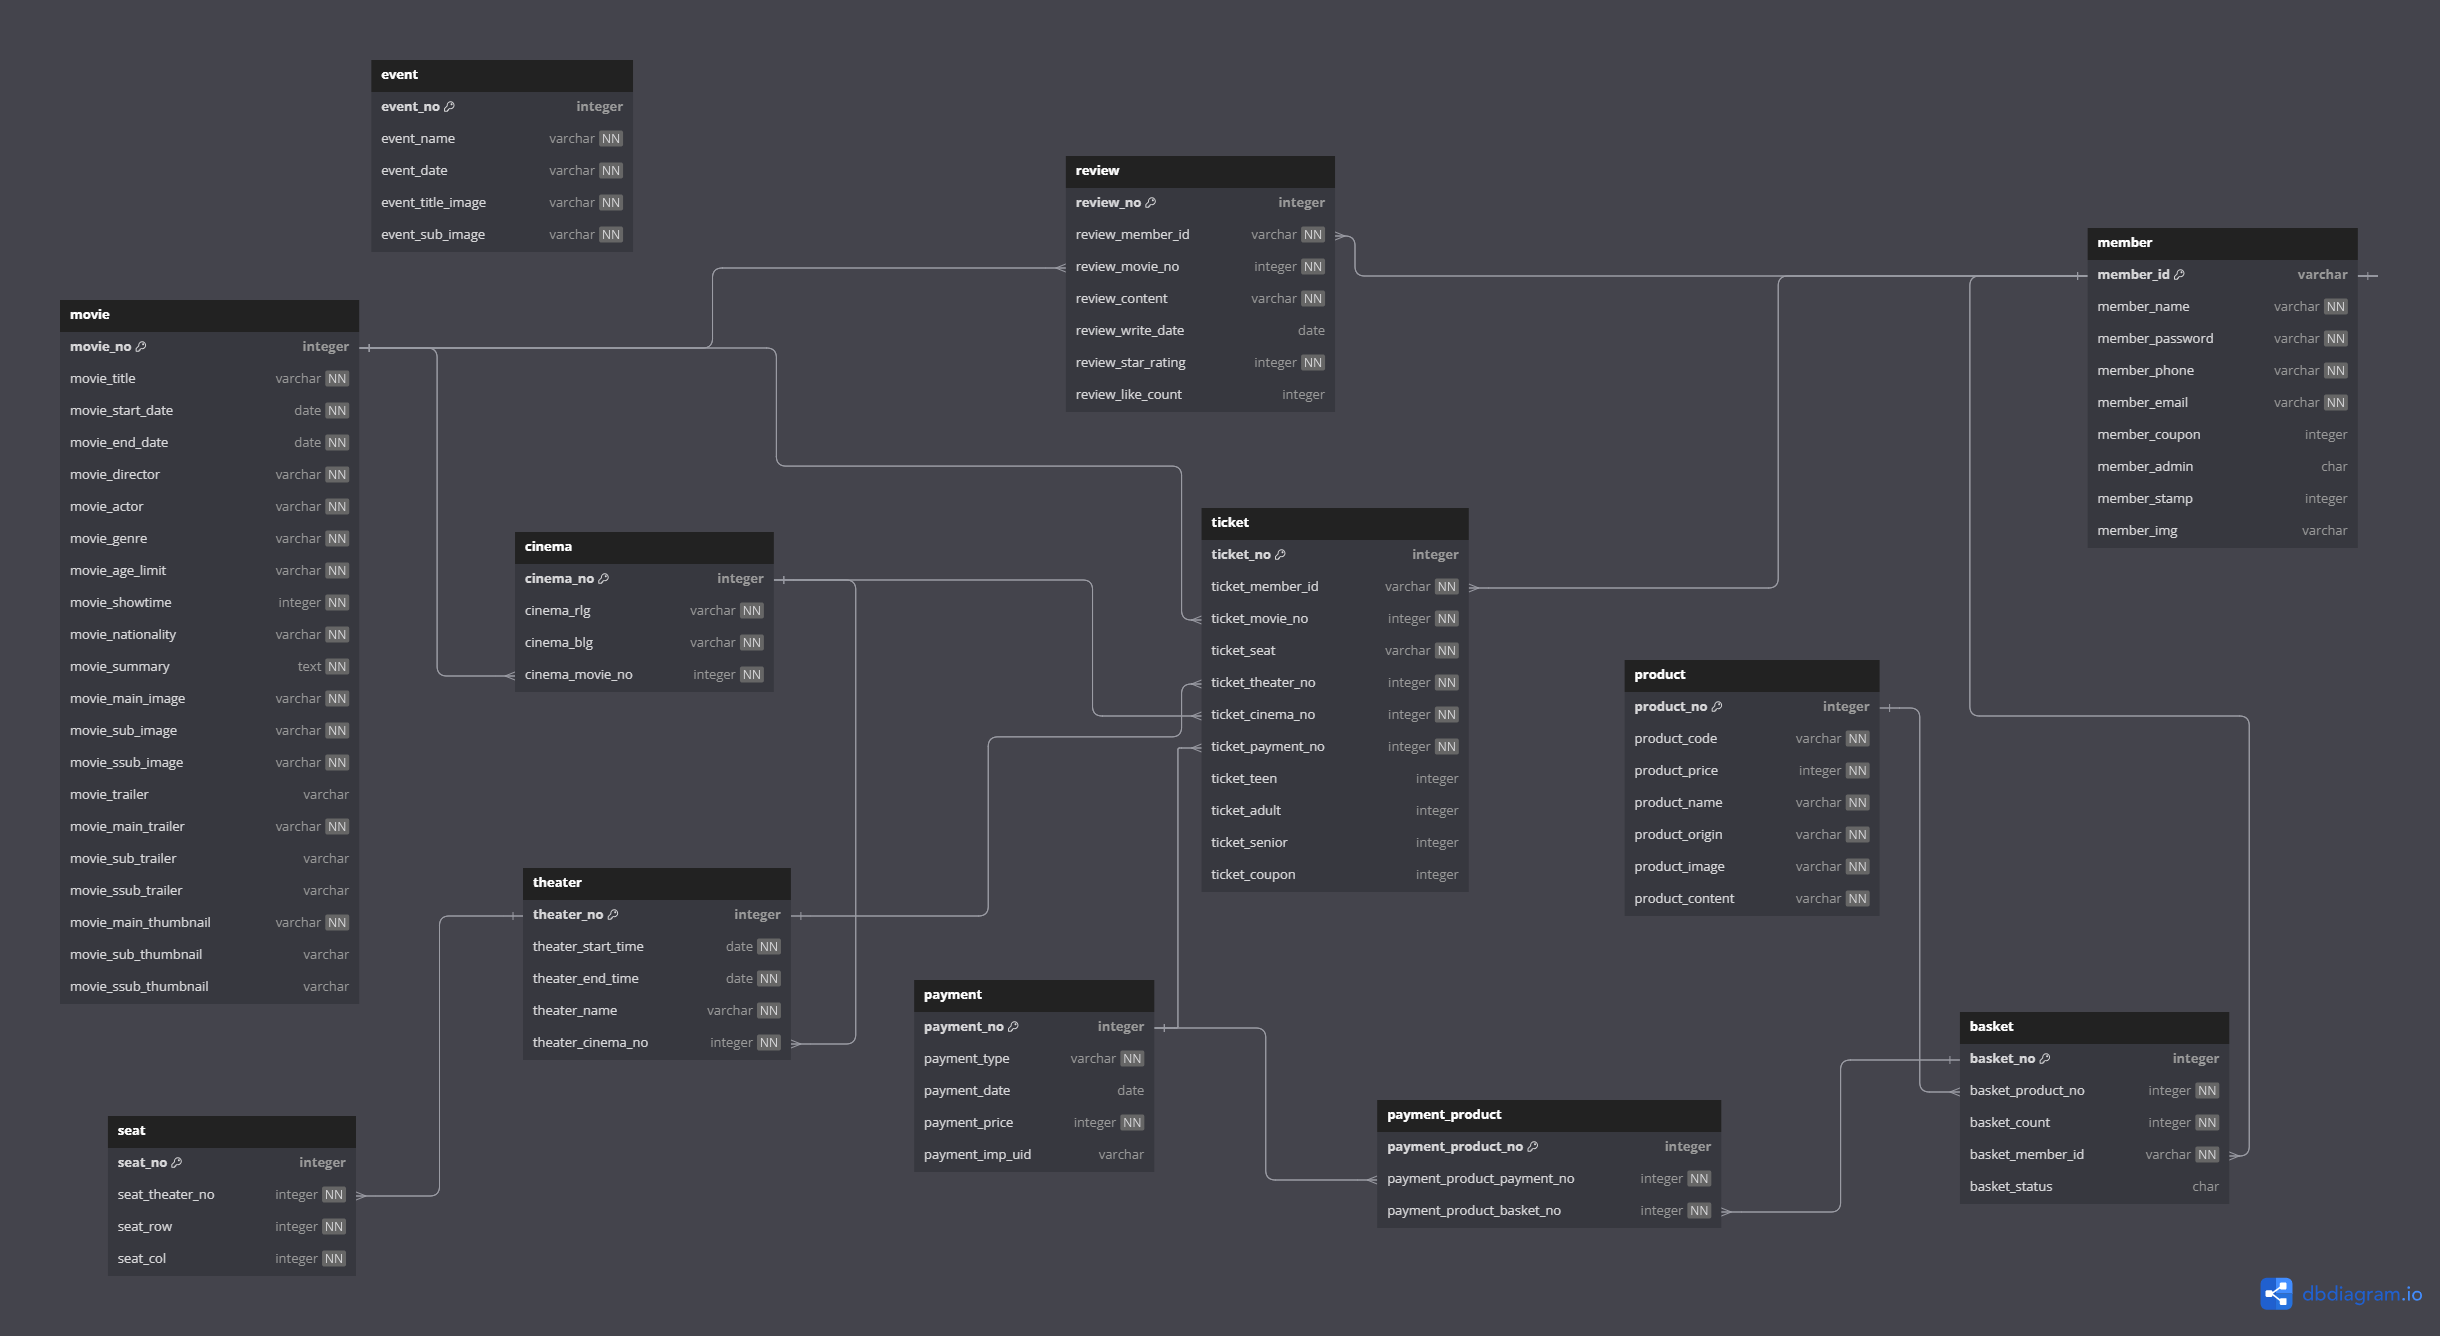 event
event_no integer
event_name varchar NN
event_date varchar NN
event_title_image varchar NN
event_sub_image varchar NN
review
review_no integer
review_member_id varchar NN
review_movie_no integer NN
review_content varchar NN
review_write_date date
review_star_rating integer NN
review_like_count integer
member
member_id varchar
member_name varchar NN
member_password varchar NN
member_phone varchar NN
member_email varchar NN
member_coupon integer
member_admin char
member_stamp integer
member_img varchar
movie
movie_no integer
movie_title varchar NN
movie_start_date date NN
movie_end_date date NN
movie_director varchar NN
movie_actor varchar NN
movie_genre varchar NN
movie_age_limit varchar NN
movie_showtime integer NN
movie_nationality varchar NN
movie_summary text NN
movie_main_image varchar NN
movie_sub_image varchar NN
movie_ssub_image varchar NN
movie_trailer varchar
movie_main_trailer varchar NN
movie_sub_trailer varchar
movie_ssub_trailer varchar
movie_main_thumbnail varchar NN
movie_sub_thumbnail varchar
movie_ssub_thumbnail varchar
cinema
cinema_no integer
cinema_rlg varchar NN
cinema_blg varchar NN
cinema_movie_no integer NN
ticket
ticket_no integer
ticket_member_id varchar NN
ticket_movie_no integer NN
ticket_seat varchar NN
ticket_theater_no integer NN
ticket_cinema_no integer NN
ticket_payment_no integer NN
ticket_teen integer
ticket_adult integer
ticket_senior integer
ticket_coupon integer
product
product_no integer
product_code varchar NN
product_price integer NN
product_name varchar NN
product_origin varchar NN
product_image varchar NN
product_content varchar NN
theater
theater_no integer
theater_start_time date NN
theater_end_time date NN
theater_name varchar NN
theater_cinema_no integer NN
payment
payment_no integer
payment_type varchar NN
payment_date date
payment_price integer NN
payment_imp_uid varchar
basket
basket_no integer
basket_product_no integer NN
basket_count integer NN
basket_member_id varchar NN
basket_status char
seat
seat_no integer
seat_theater_no integer NN
seat_row integer NN
seat_col integer NN
payment_product
payment_product_no integer
payment_product_payment_no integer NN
payment_product_basket_no integer NN
dbdiagram.io